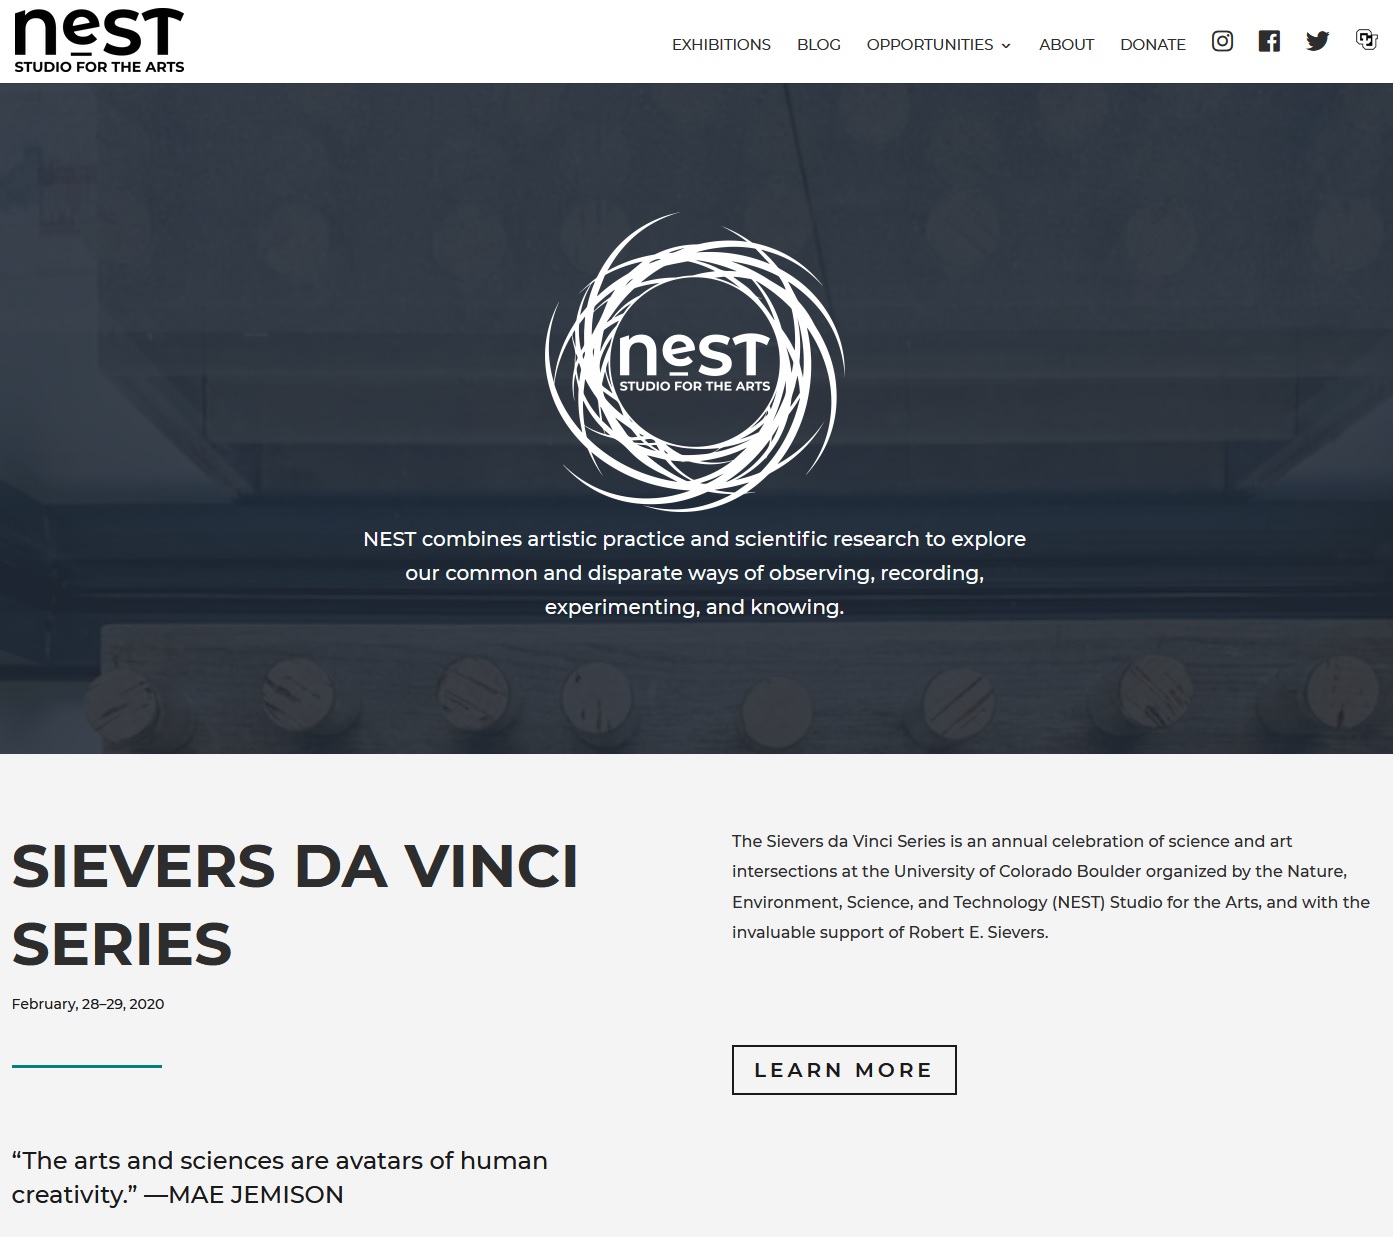 nesT
STUDIO FOR THE ARTS
EXHIBITIONS BLOG OPPORTUNITIES ABOUT DONATE
nesT
STUDIO FOR THE ARTS
NEST combines artistic practice and scientific research to explore
our common and disparate ways of observing, recording,
experimenting, and knowing.
SIEVERS DA VINCI
SERIES
February, 28–29, 2020
The Sievers da Vinci Series is an annual celebration of science and art
intersections at the University of Colorado Boulder organized by the Nature,
Environment, Science, and Technology (NEST) Studio for the Arts, and with the
invaluable support of Robert E. Sievers.
LEARN MORE
“The arts and sciences are avatars of human
creativity.” —MAE JEMISON